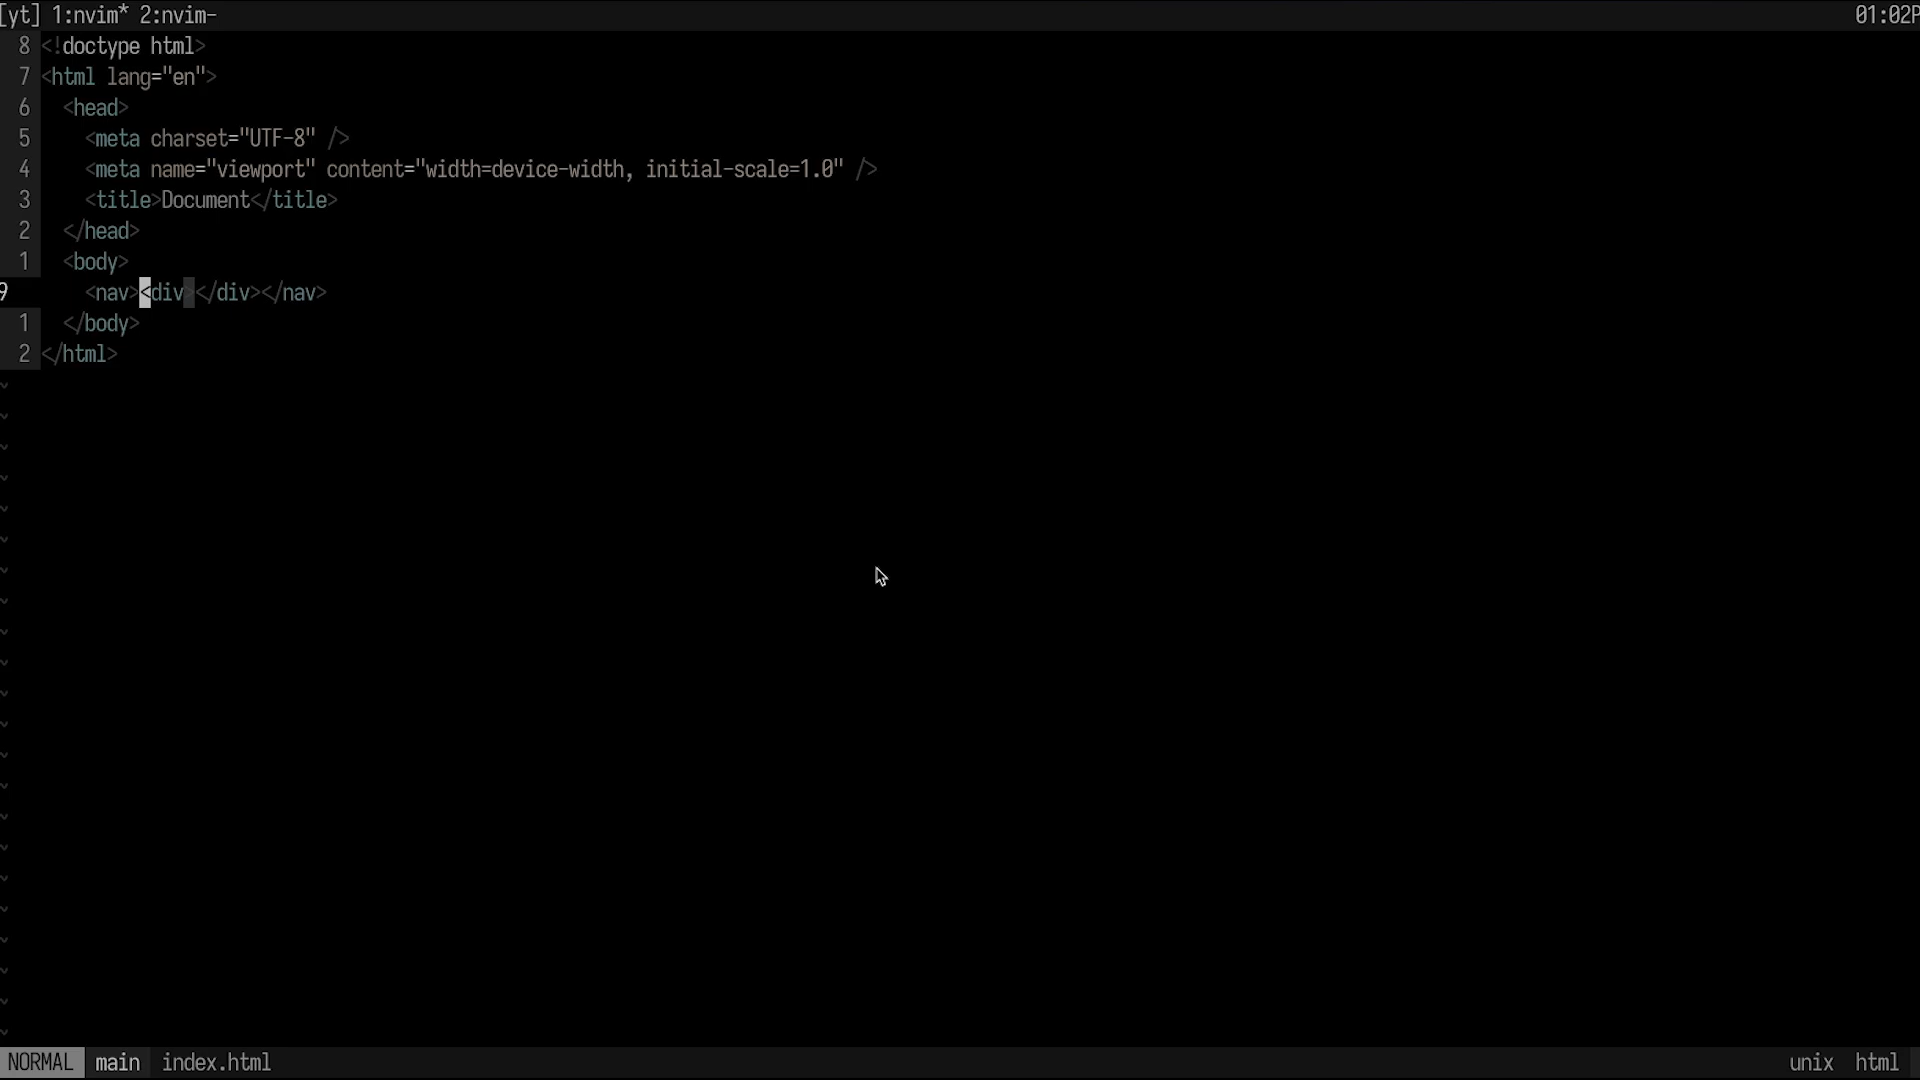 [yt] 1:nvim* 2:nvim- 01:02P
8 <!doctype html>
7 <html lang="en">
6   <head>
5     <meta charset="UTF-8" />
4     <meta name="viewport" content="width=device-width, initial-scale=1.0" />
3     <title>Document</title>
2   </head>
1   <body>
9     <nav><div></div></nav>
1   </body>
2 </html>
NORMAL main index.html unix html